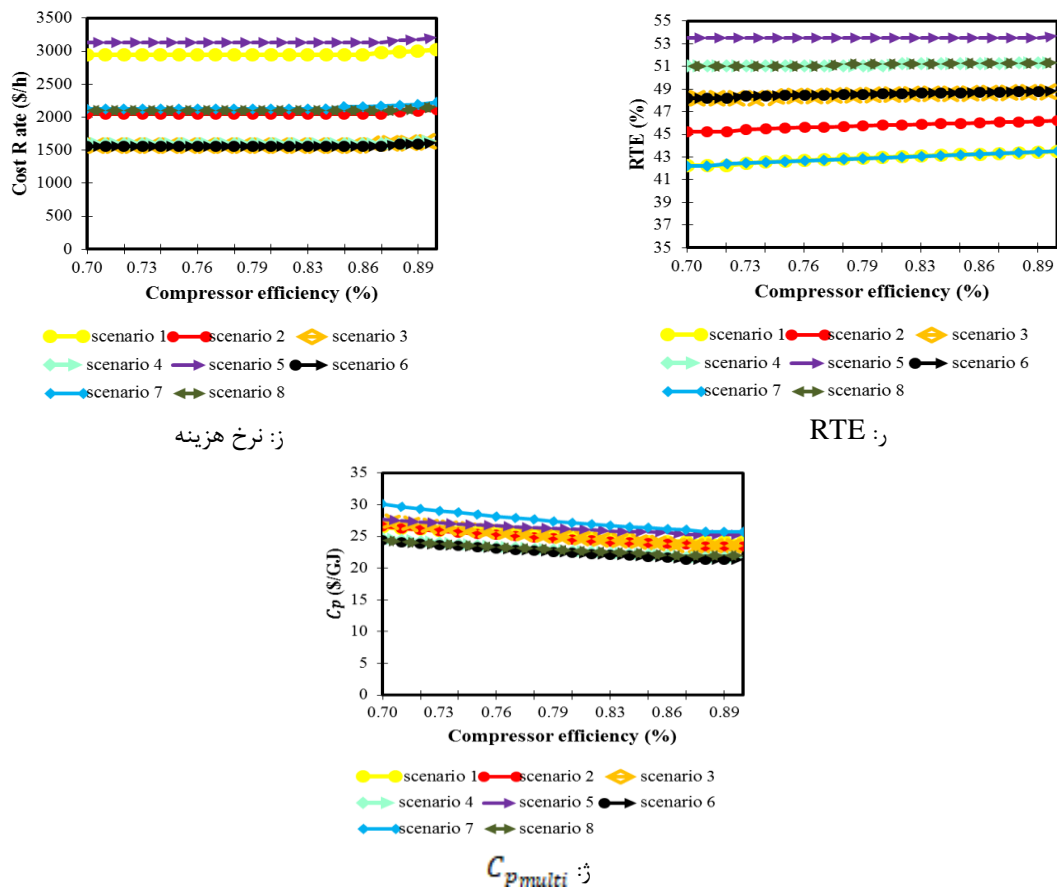 Cost Rate ($/h)
3500
3000
2500
2000
1500
1000
500
0
0.70 0.73 0.76 0.79 0.83 0.86 0.89
Compressor efficiency (%)
scenario 1 scenario 2 scenario 3
scenario 4 scenario 5 scenario 6
scenario 7 scenario 8
ز: نرخ هزینه
RTE (%)
55
53
51
49
47
45
43
41
39
37
35
0.70 0.73 0.76 0.79 0.83 0.86 0.89
Compressor efficiency (%)
scenario 1 scenario 2 scenario 3
scenario 4 scenario 5 scenario 6
scenario 7 scenario 8
ر: RTE
Cp ($/GJ)
35
30
25
20
15
10
5
0
0.70 0.73 0.76 0.79 0.83 0.86 0.89
Compressor efficiency (%)
scenario 1 scenario 2 scenario 3
scenario 4 scenario 5 scenario 6
scenario 7 scenario 8
ژ: Cpmulti